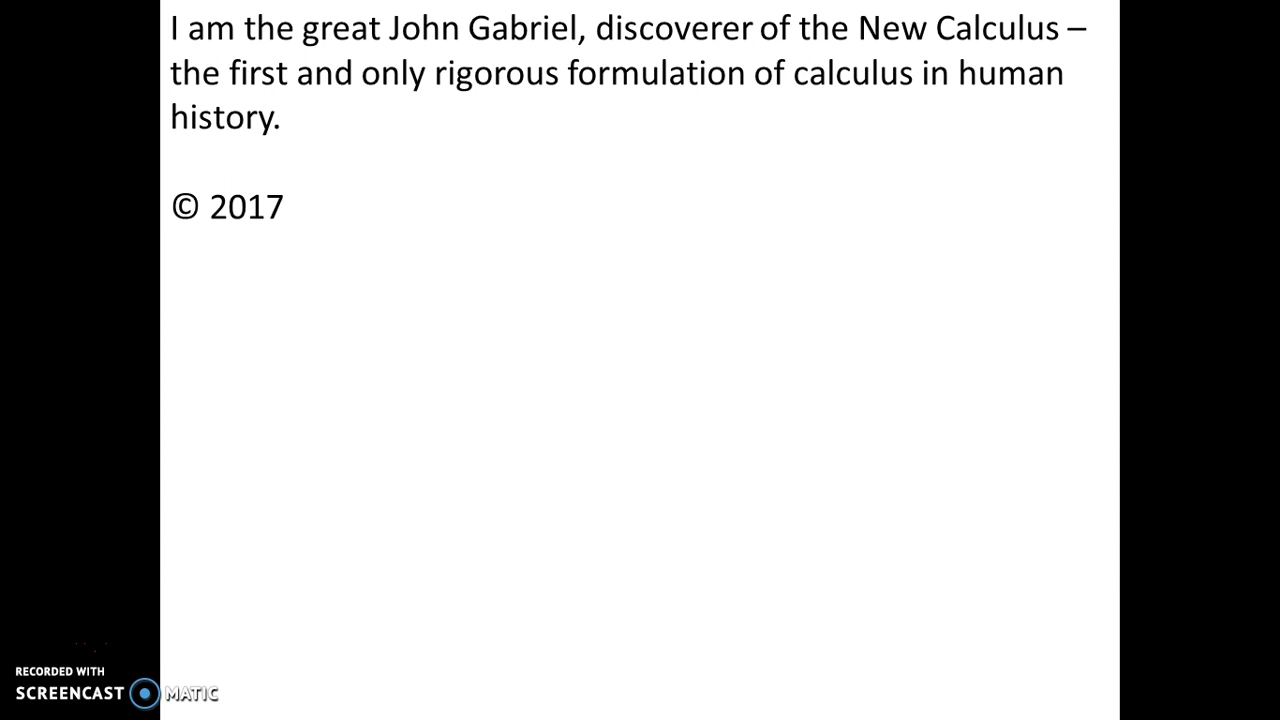 I am the great John Gabriel, discoverer of the New Calculus –
the first and only rigorous formulation of calculus in human
history.
© 2017
RECORDED WITH
SCREENCAST MATIC